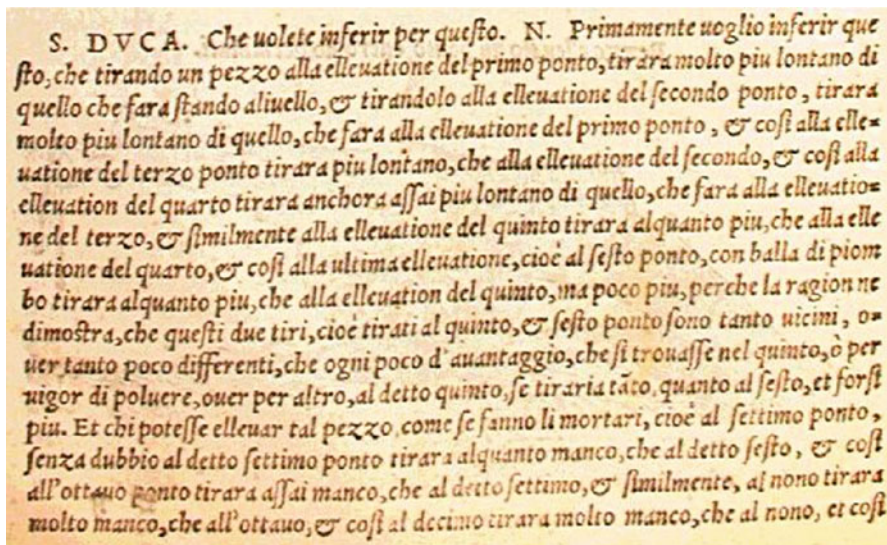 S. DVCA. Che uolete inferir per questo. N. Primamente uoglio inferir que
sto, che tirando un pezzo alla elleuatione del primo ponto, tirara molto piu lontano di
quello che fara stando aliuello, & tirandolo alla elleuatione del secondo ponto, tirara
molto piu lontano di quello, che fara alla elleuatione del primo ponto, & cosi alla elle=
uatione del terzo ponto tirara piu lontano, che alla elleuatione del secondo, & cosi alla
elleuation del quarto tirara anchora assai piu lontano di quello, che fara alla elleuatio=
ne del terzo, & similmente alla elleuatione del quinto tirara alquanto piu, che alla elle
uatione del quarto, & cosi alla ultima elleuatione, cioè al sesto ponto, con balla di piom
bo tirara alquanto piu, che alla elleuation del quinto, ma poco piu, perche la ragion ne
dimostra, che questi due tiri, cioè tirati al quinto, & sesto ponto sono tanto uicini, o=
uer tanto poco differenti, che ogni poco d'auantaggio, che si trouasse nel quinto, ò per
uigor di poluere, ouer per altro, al detto quinto, se tiraria tãto, quanto al sesto, et forsi
piu. Et chi potesse elleuar tal pezzo, come se fanno li mortari, cioè al settimo ponto,
senza dubbio al detto settimo ponto tirara alquanto manco, che al detto sesto, & cosi
all'ottauo ponto tirara assai manco, che al detto settimo, & similmente, al nono tirara
molto manco, che all'ottauo, & cosi al decimo tirara molto manco, che al nono, et cosi